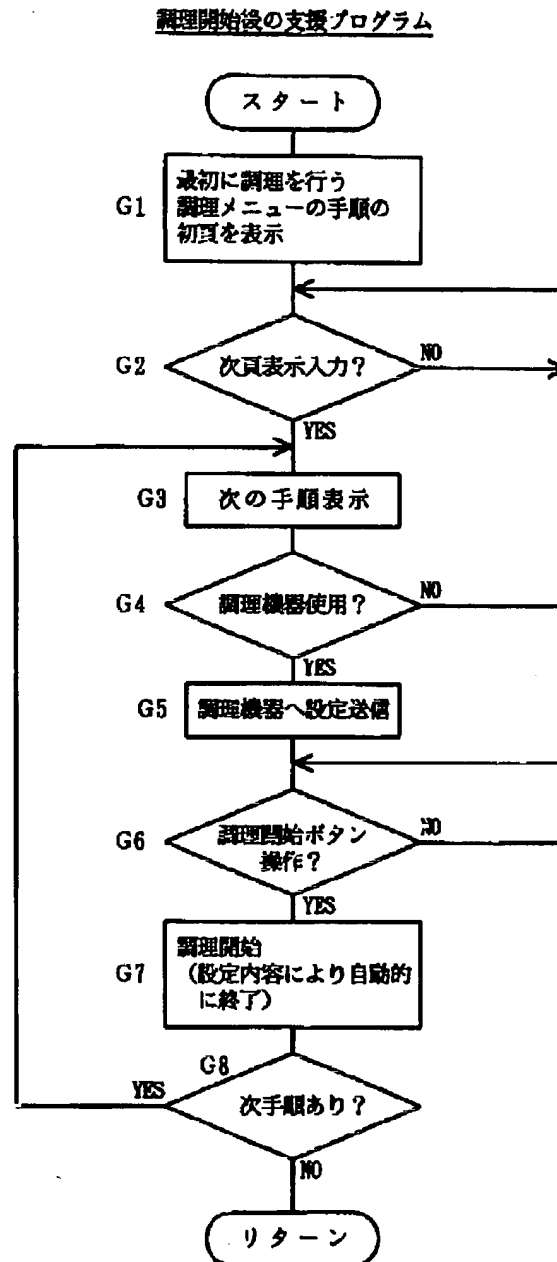 調理開始後の支援プログラム
スタート
G1
最初に調理を行う
調理メニューの手順の
初頁を表示
G2
次頁表示入力？
NO
YES
G3
次の手順表示
G4
調理機器使用？
NO
YES
G5
調理機器へ設定送信
G6
調理開始ボタン
操作？
NO
YES
G7
調理開始
（設定内容により自動的
に終了）
G8
YES
次手順あり？
NO
リターン